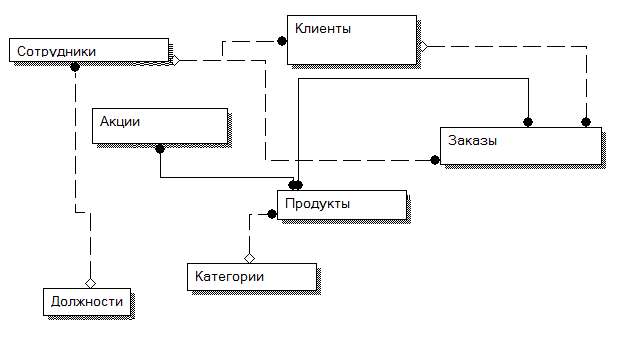 Клиенты
Сотрудники
Акции
Заказы
Продукты
Категории
Должности